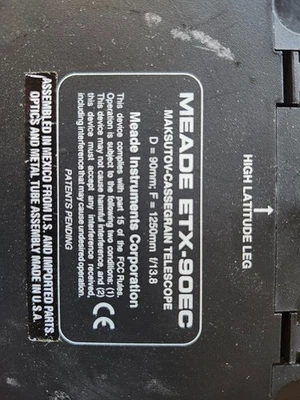 HIGH LATITUDE LEG
MEADE ETX-90EC
MAKSUTOV-CASSEGRAIN TELESCOPE
D = 90mm; F = 1250mm f/13.8
Meade Instruments Corporation
This device complies with part 15 of the FCC Rules.
Operation is subject to the following two conditions: (1)
This device may not cause harmful interference, and (2)
this device must accept any interference received,
including interference that may cause undesired operation.
PATENTS PENDING
CE
ASSEMBLED IN MEXICO FROM U.S. AND IMPORTED PARTS.
OPTICS AND METAL TUBE ASSEMBLY MADE IN U.S.A.